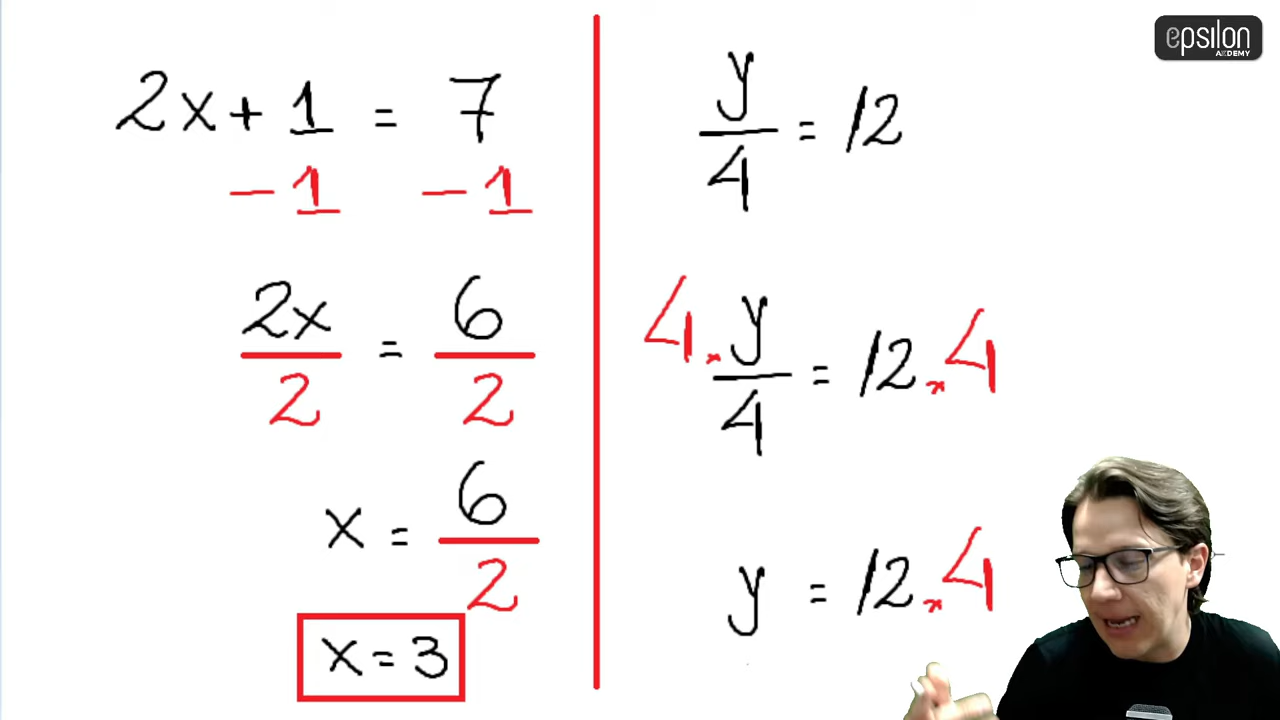 epsilon
AKDEMY
2x + 1 = 7
- 1 - 1
2x/2 = 6/2
x = 6/2
x = 3
y/4 = 12
4 . y/4 = 12 . 4
y = 12 . 4